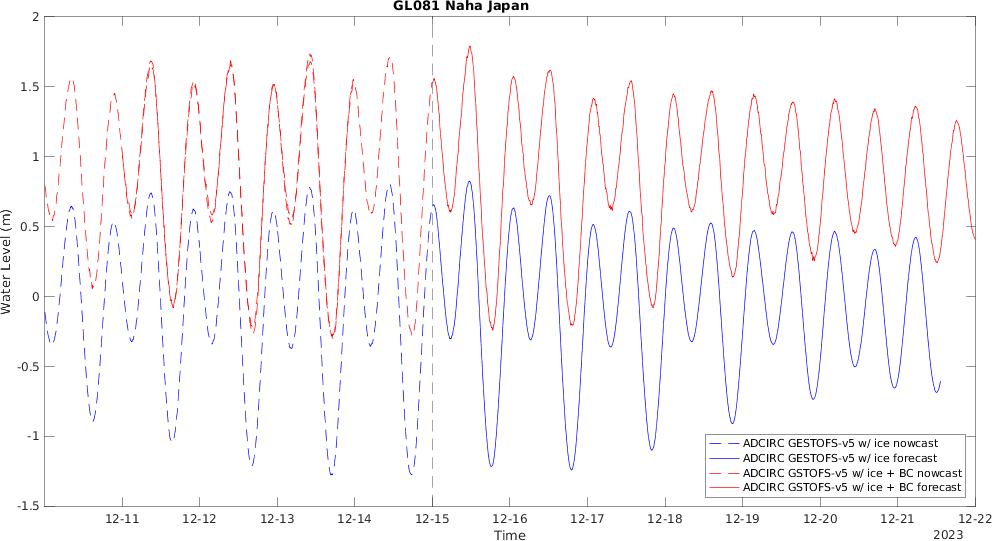 GL081 Naha Japan
2
1.5
1
0.5
0
-0.5
-1
-1.5
Water Level (m)
ADCIRC GESTOFS-v5 w/ ice nowcast
ADCIRC GESTOFS-v5 w/ ice forecast
ADCIRC GSTOFS-v5 w/ ice + BC nowcast
ADCIRC GSTOFS-v5 w/ ice + BC forecast
12-11 12-12 12-13 12-14 12-15 12-16 12-17 12-18 12-19 12-20 12-21 12-22
Time
2023